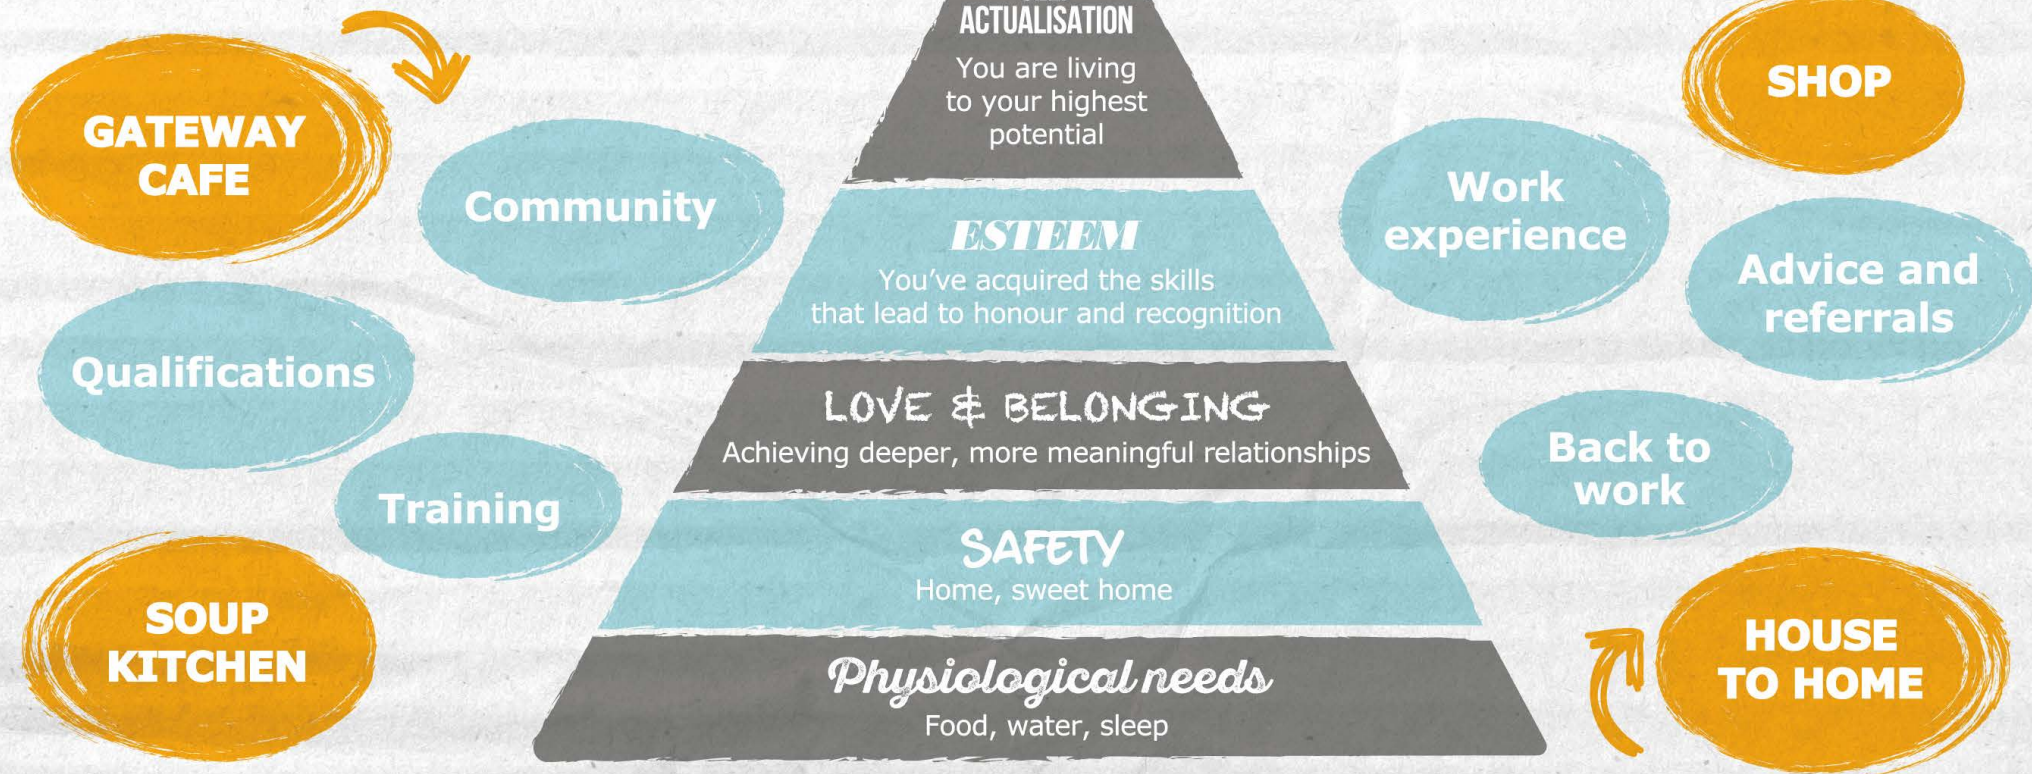 GATEWAY
CAFE
Community
Qualifications
Training
SOUP
KITCHEN
ACTUALISATION
You are living
to your highest
potential
ESTEEM
You've acquired the skills
that lead to honour and recognition
LOVE & BELONGING
Achieving deeper, more meaningful relationships
SAFETY
Home, sweet home
Physiological needs
Food, water, sleep
SHOP
Work
experience
Advice and
referrals
Back to
work
HOUSE
TO HOME